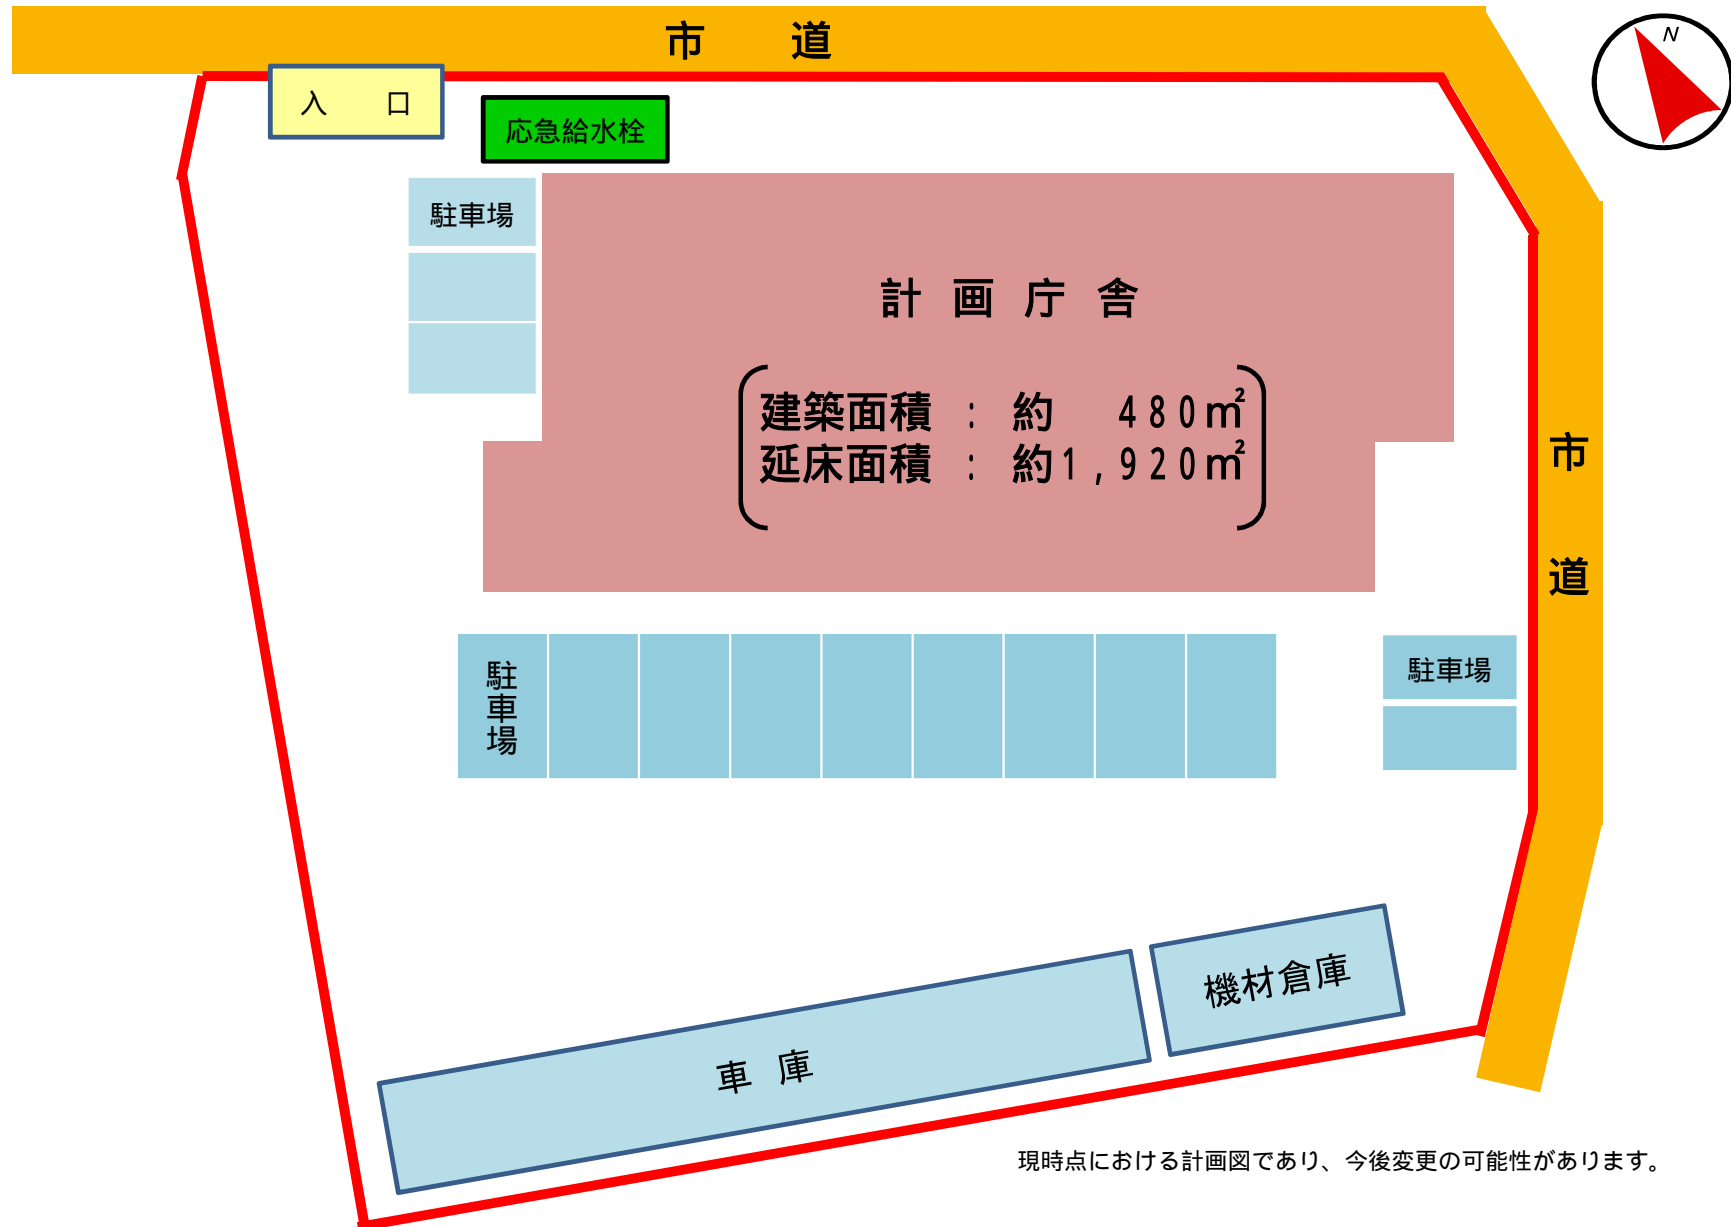 市　道
N
入　口
応急給水栓
駐車場
計画庁舎
建築面積 : 約 480㎡
延床面積 : 約1,920㎡
市道
駐車場
駐車場
機材倉庫
車庫
現時点における計画図であり、今後変更の可能性があります。